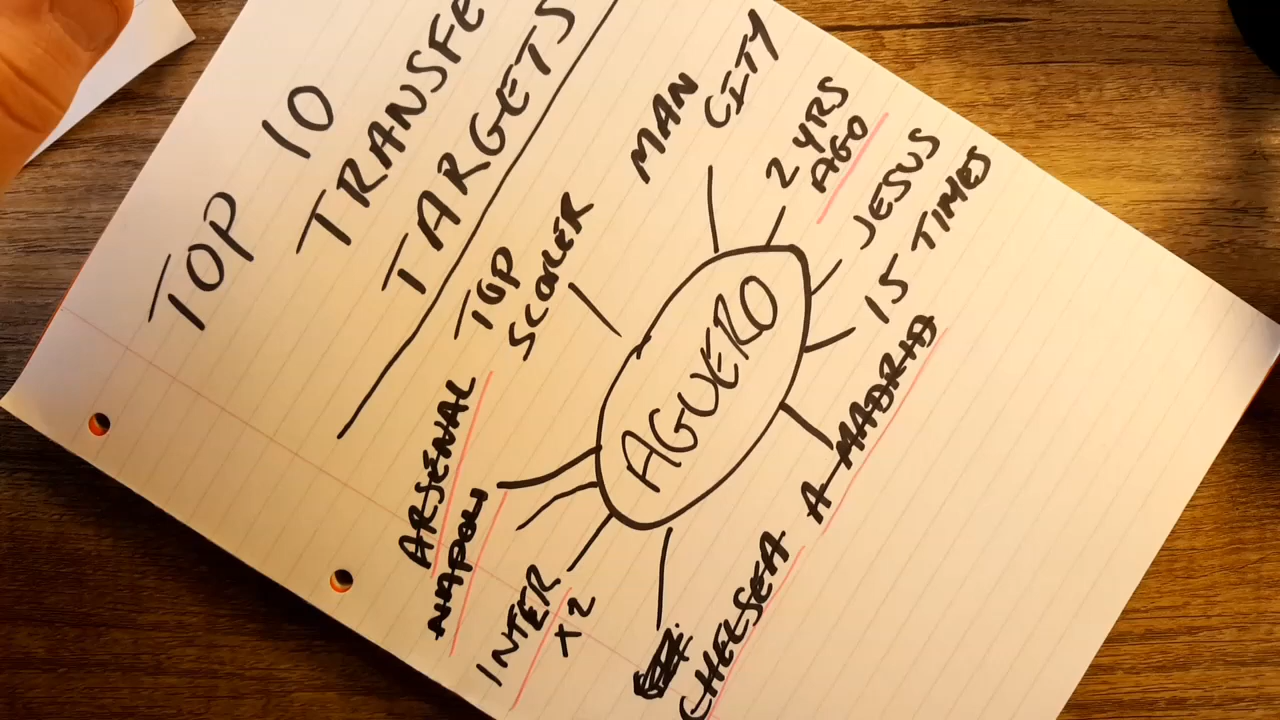 TOP 10
TRANSFE
TARGETS
MAN
CITY
2 YRS
AGO
JESUS
15 TIMES
A MADRID
CHELSEA
INTER
X2
NAPOLI
ARSENAL
TOP
SCORER
AGUERO